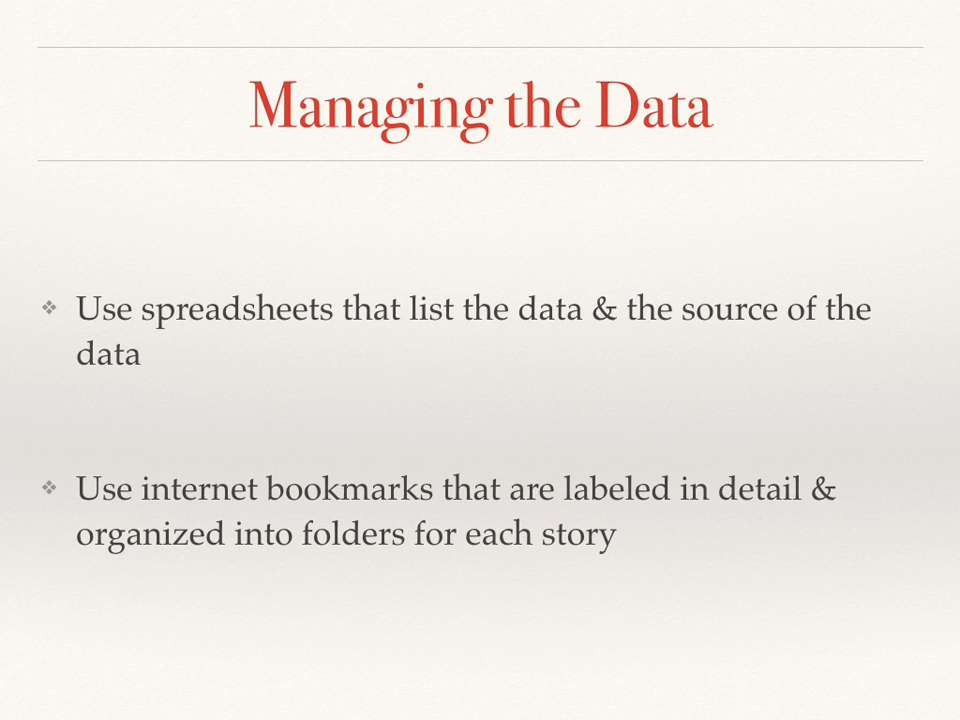 Managing the Data
Use spreadsheets that list the data & the source of the
data
Use internet bookmarks that are labeled in detail &
organized into folders for each story